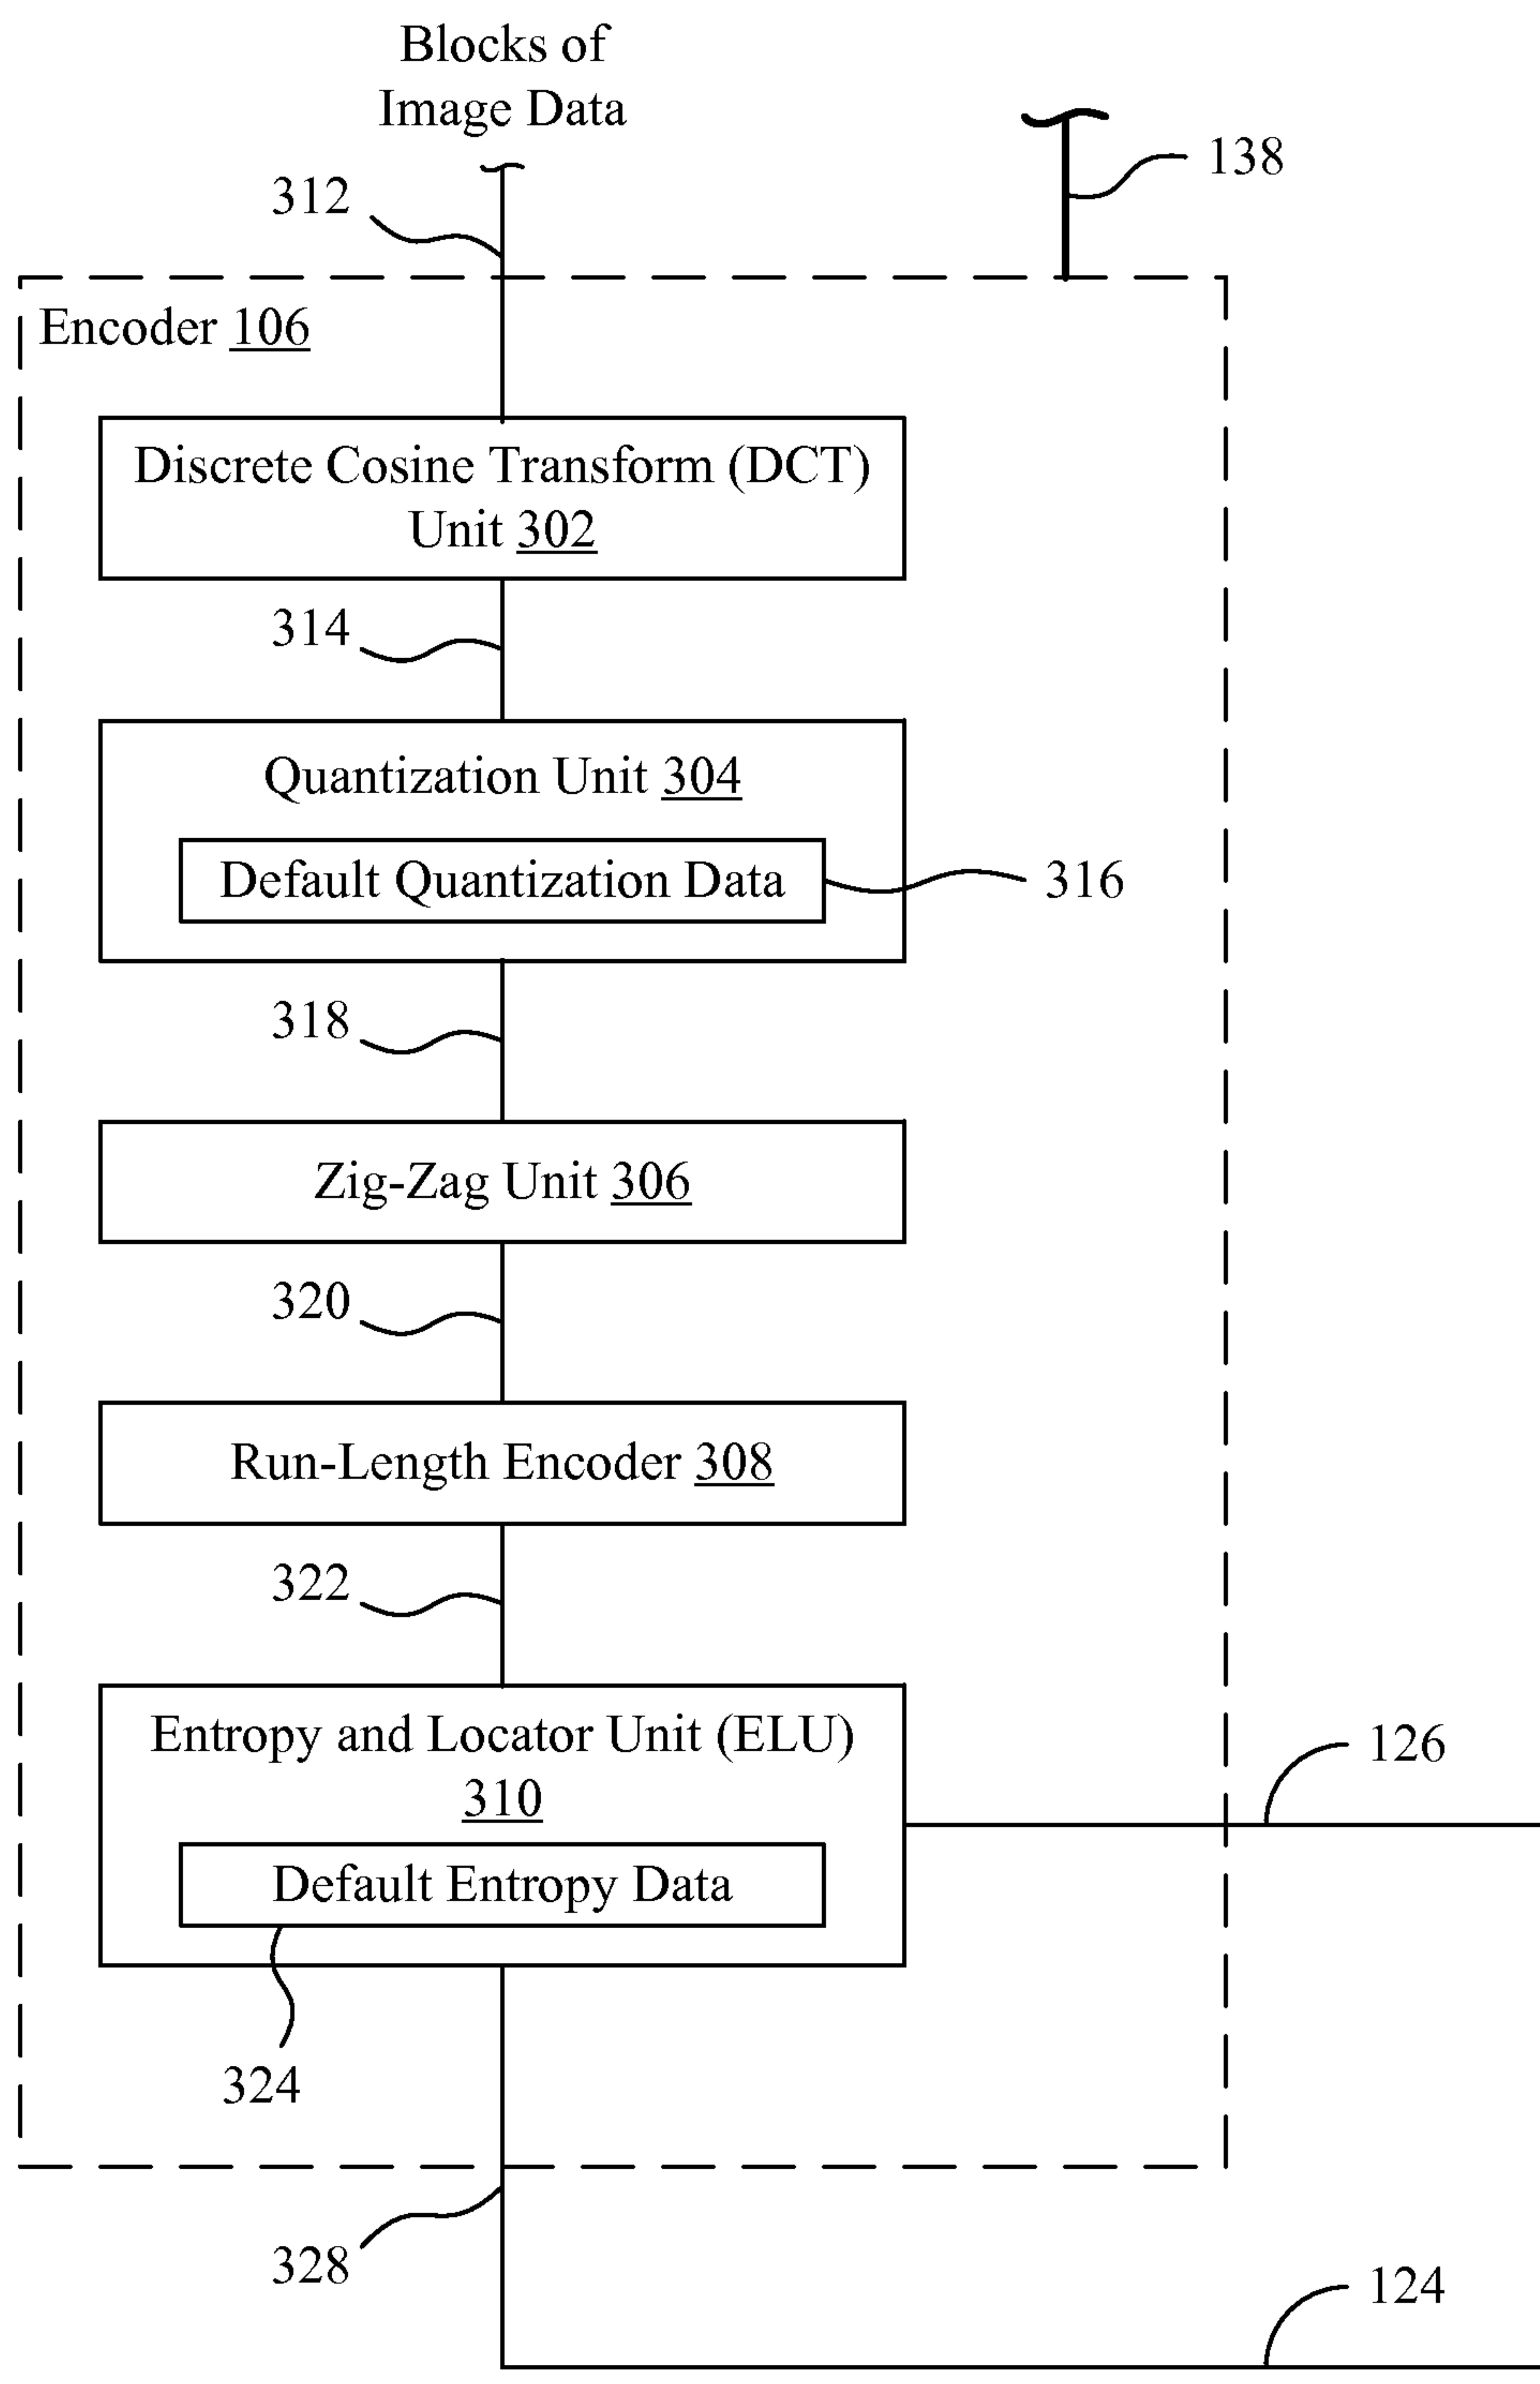 Blocks of
Image Data
138
312
Encoder 106
Discrete Cosine Transform (DCT)
Unit 302
314
Quantization Unit 304
Default Quantization Data
316
318
Zig-Zag Unit 306
320
Run-Length Encoder 308
322
Entropy and Locator Unit (ELU)
310
126
Default Entropy Data
324
328
124